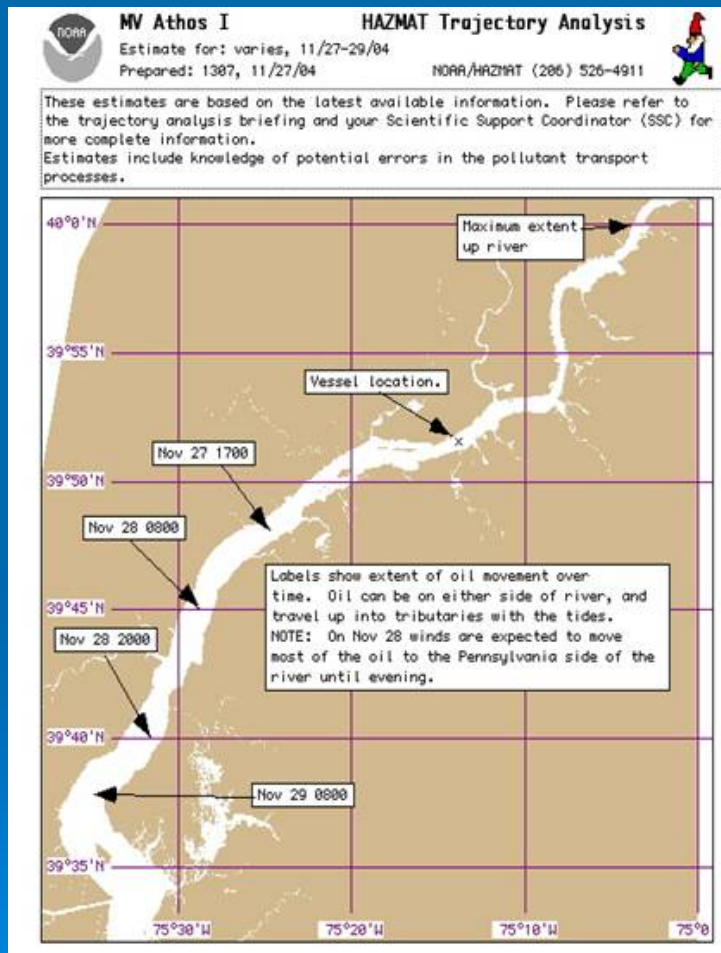 NOAA
MV Athos I
HAZMAT Trajectory Analysis
Estimate for: varies, 11/27-29/04
Prepared: 1307, 11/27/04
NOAA/HAZMAT (206) 526-4911
These estimates are based on the latest available information. Please refer to
the trajectory analysis briefing and your Scientific Support Coordinator (SSC) for
more complete information.
Estimates include knowledge of potential errors in the pollutant transport
processes.
40°0'N
Maximum extent
up river
39°55'N
Vessel location.
Nov 27 1700
39°50'N
Nov 28 0800
Labels show extent of oil movement over
time. Oil can be on either side of river, and
travel up into tributaries with the tides.
NOTE: On Nov 28 winds are expected to move
most of the oil to the Pennsylvania side of the
river until evening.
39°45'N
Nov 28 2000
39°40'N
Nov 29 0800
39°35'N
75°30'W
75°20'W
75°10'W
75°0